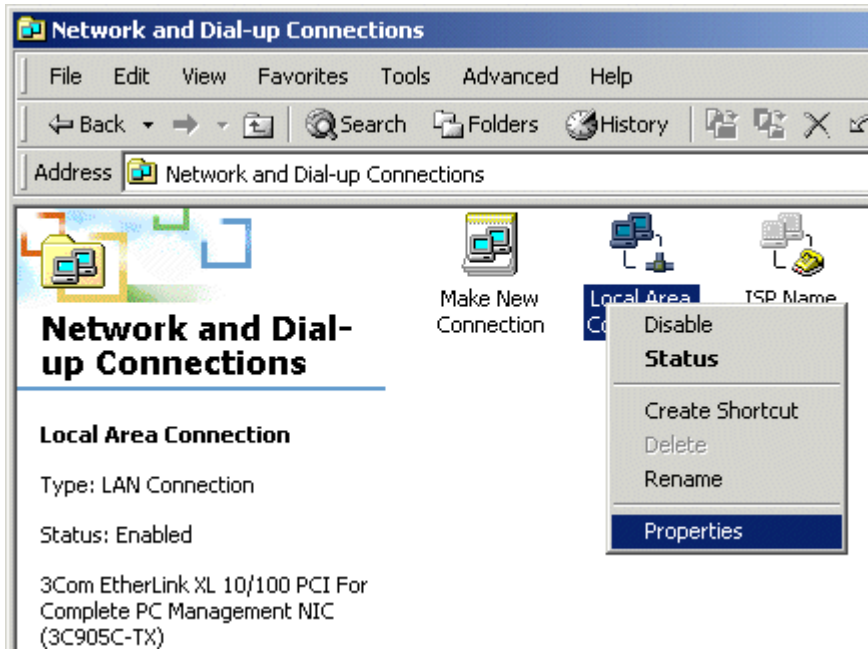 Network and Dial-up Connections
File Edit View Favorites Tools Advanced Help
Back Search Folders History
Address Network and Dial-up Connections
Make New
Connection
Local Area
ISP Name
Disable
Status
Create Shortcut
Delete
Rename
Properties
Network and Dial-
up Connections
Local Area Connection
Type: LAN Connection
Status: Enabled
3Com EtherLink XL 10/100 PCI For
Complete PC Management NIC
(3C905C-TX)